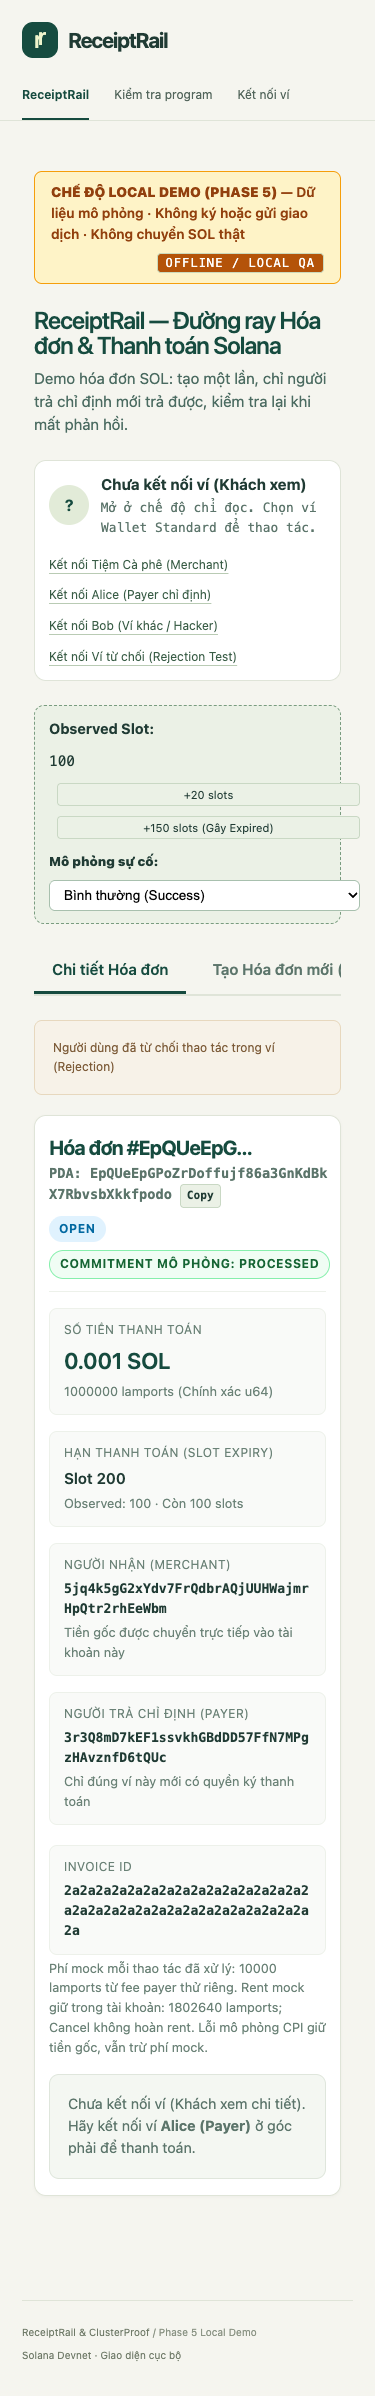 ReceiptRail
ReceiptRail
Kiểm tra program
Kết nối ví
CHẾ ĐỘ LOCAL DEMO (PHASE 5) — Dữ
liệu mô phỏng · Không ký hoặc gửi giao
dịch · Không chuyển SOL thật
OFFLINE / LOCAL QA
ReceiptRail — Đường ray Hóa
đơn & Thanh toán Solana
Demo hóa đơn SOL: tạo một lần, chỉ người
trả chỉ định mới trả được, kiểm tra lại khi
mất phản hồi.
?
Chưa kết nối ví (Khách xem)
Mở ở chế độ chỉ đọc. Chọn ví
Wallet Standard để thao tác.
Kết nối Tiệm Cà phê (Merchant)
Kết nối Alice (Payer chỉ định)
Kết nối Bob (Ví khác / Hacker)
Kết nối Ví từ chối (Rejection Test)
Observed Slot:
100
+20 slots
+150 slots (Gây Expired)
Mô phỏng sự cố:
Bình thường (Success)
Chi tiết Hóa đơn
Tạo Hóa đơn mới (
Người dùng đã từ chối thao tác trong ví
(Rejection)
Hóa đơn #EpQUeEpG...
PDA: EpQUeEpGPoZrDoffujf86a3GnKdBk
X7RbvsbXkkfpodo Copy
OPEN
COMMITMENT MÔ PHỎNG: PROCESSED
SỐ TIỀN THANH TOÁN
0.001 SOL
1000000 lamports (Chính xác u64)
HẠN THANH TOÁN (SLOT EXPIRY)
Slot 200
Observed: 100 · Còn 100 slots
NGƯỜI NHẬN (MERCHANT)
5jq4k5gG2xYdv7FrQdbrAQjUUHWajmr
HpQtr2rhEeWbm
Tiền gốc được chuyển trực tiếp vào tài
khoản này
NGƯỜI TRẢ CHỈ ĐỊNH (PAYER)
3r3Q8mD7kEF1ssvkhGBdDD57FfN7MPg
zHAvznfD6tQUc
Chỉ đúng ví này mới có quyền ký thanh
toán
INVOICE ID
2a2a2a2a2a2a2a2a2a2a2a2a2a2a2a2
a2a2a2a2a2a2a2a2a2a2a2a2a2a2a2a
2a
Phí mock mỗi thao tác đã xử lý: 10000
lamports từ fee payer thử riêng. Rent mock
giữ trong tài khoản: 1802640 lamports;
Cancel không hoàn rent. Lỗi mô phỏng CPI giữ
tiền gốc, vẫn trừ phí mock.
Chưa kết nối ví (Khách xem chi tiết).
Hãy kết nối ví Alice (Payer) ở góc
phải để thanh toán.
ReceiptRail & ClusterProof / Phase 5 Local Demo
Solana Devnet · Giao diện cục bộ